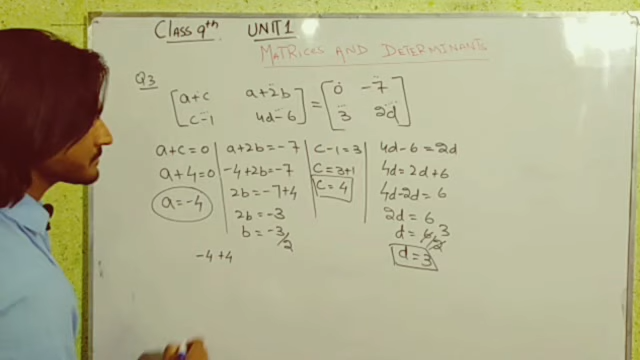 Class 9th UNIT 1
MATRICES AND DETERMINANTS
Q3
[a+c a+2b] = [0 -7]
[c-1 4d-6] [3 2d]
a+c=0
a+4=0
a=-4
a+2b=-7
-4+2b=-7
2b=-7+4
2b=-3
b=-3/2
-4+4
c-1=3
c=3+1
c=4
4d-6=2d
4d=2d+6
4d-2d=6
2d=6
d=6/2 3
d=3